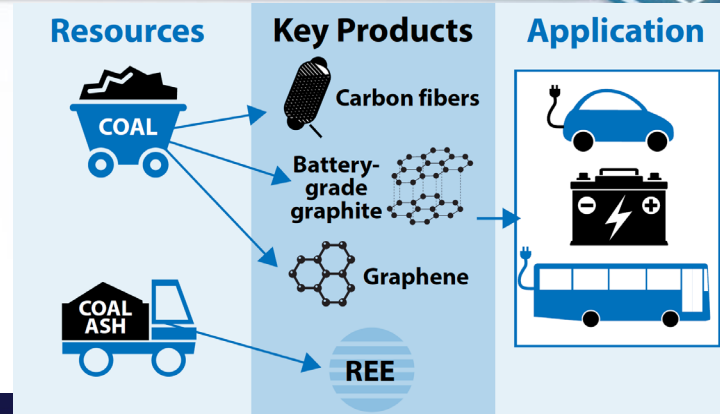 Resources
Key Products
Application
COAL
Carbon fibers
Battery-
grade
graphite
Graphene
COAL
ASH
REE